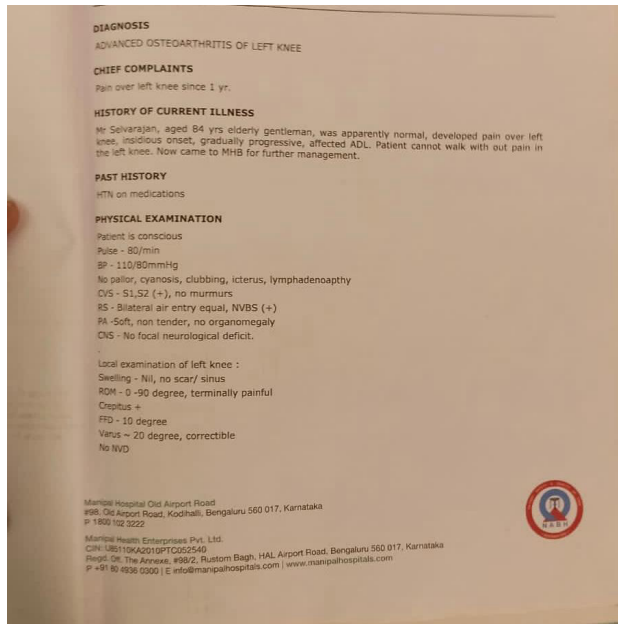 DIAGNOSIS
ADVANCED OSTEOARTHRITIS OF LEFT KNEE
CHIEF COMPLAINTS
Pain over left knee since 1 yr.
HISTORY OF CURRENT ILLNESS
Mr Selvarajan, aged 84 yrs elderly gentleman, was apparently normal, developed pain over left
knee, insidious onset, gradually progressive, affected ADL. Patient cannot walk with out pain in
the left knee. Now came to MHB for further management.
PAST HISTORY
HTN on medications
PHYSICAL EXAMINATION
Patient is conscious
Pulse - 80/min
BP - 110/80mmHg
No pallor, cyanosis, clubbing, icterus, lymphadenoapthy
CVS - S1,S2 (+), no murmurs
RS - Bilateral air entry equal, NVBS (+)
PA -Soft, non tender, no organomegaly
CNS - No focal neurological deficit.
.
Local examination of left knee :
Swelling - Nil, no scar/ sinus
ROM - 0 -90 degree, terminally painful
Crepitus +
FFD - 10 degree
Varus ~ 20 degree, correctible
No NVD
Manipal Hospital Old Airport Road
#98, Old Airport Road, Kodihalli, Bengaluru 560 017, Karnataka
P 1800 102 3222
Manipal Health Enterprises Pvt. Ltd.
CIN: U85110KA2010PTC052540
Regd. Off. The Annexe, #98/2, Rustom Bagh, HAL Airport Road, Bengaluru 560 017, Karnataka
P +91 80 4936 0300 | E info@manipalhospitals.com | www.manipalhospitals.com
NABH